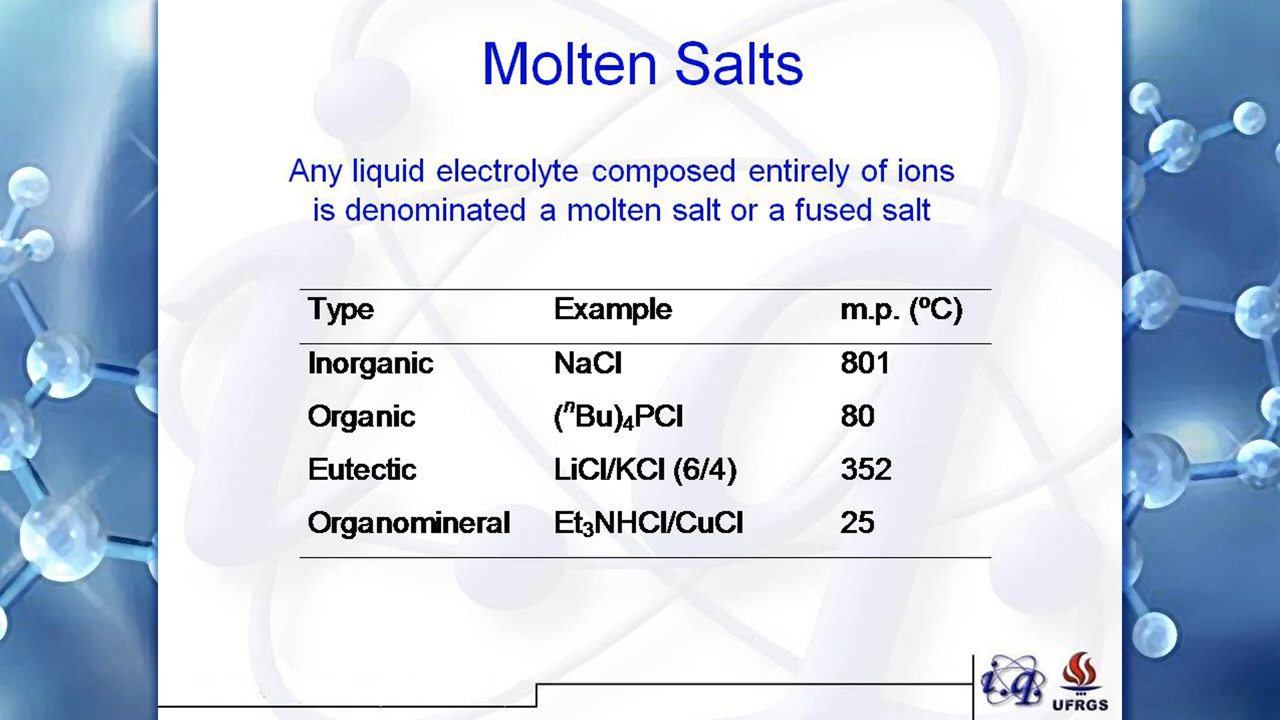 Molten Salts
Any liquid electrolyte composed entirely of ions
is denominated a molten salt or a fused salt
Type Example m.p. (ºC)
Inorganic NaCl 801
Organic (ⁿBu)₄PCl 80
Eutectic LiCl/KCl (6/4) 352
Organomineral Et₃NHCl/CuCl 25
i.q.
UFRGS